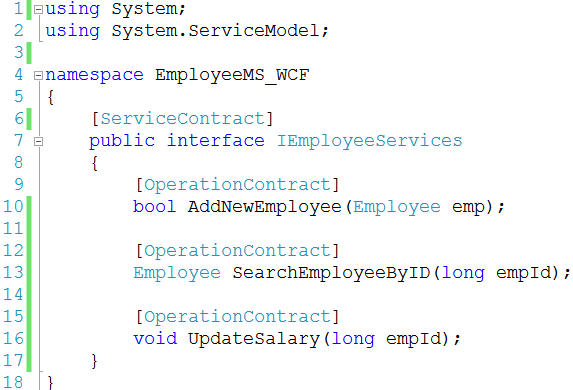 1 using System;
2 using System.ServiceModel;
3
4 namespace EmployeeMS_WCF
5 {
6     [ServiceContract]
7     public interface IEmployeeServices
8     {
9         [OperationContract]
10         bool AddNewEmployee(Employee emp);
11
12         [OperationContract]
13         Employee SearchEmployeeByID(long empId);
14
15         [OperationContract]
16         void UpdateSalary(long empId);
17     }
18 }